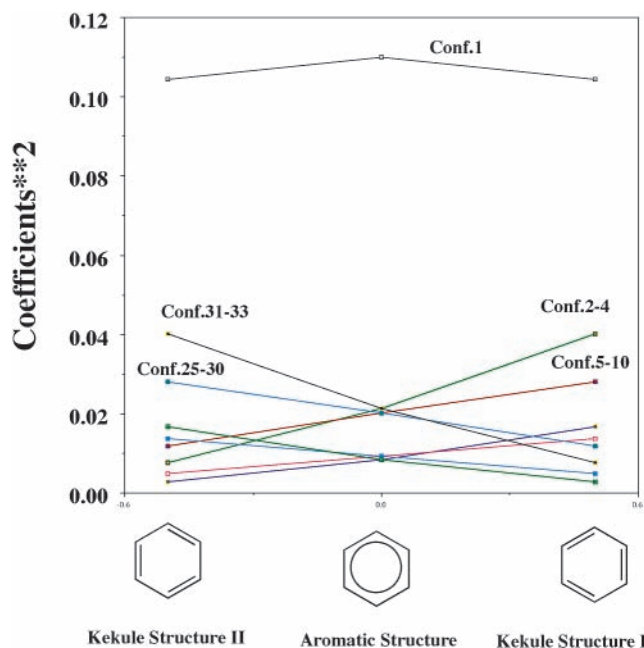 0.12
Conf.1
0.10
0.08
Coefficients**2
0.06
Conf.31-33
Conf.2-4
0.04
Conf.25-30
Conf.5-10
0.02
0.00
-0.6
0.0
0.6
Kekule Structure II
Aromatic Structure
Kekule Structure I